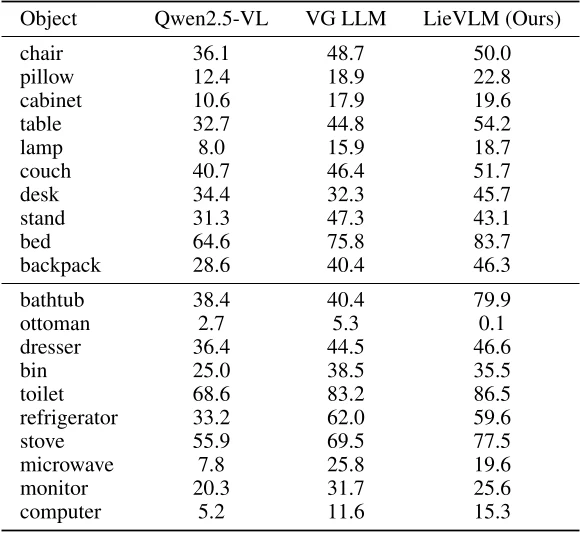 Object Qwen2.5-VL VG LLM LieVLM (Ours)
chair 36.1 48.7 50.0
pillow 12.4 18.9 22.8
cabinet 10.6 17.9 19.6
table 32.7 44.8 54.2
lamp 8.0 15.9 18.7
couch 40.7 46.4 51.7
desk 34.4 32.3 45.7
stand 31.3 47.3 43.1
bed 64.6 75.8 83.7
backpack 28.6 40.4 46.3
bathtub 38.4 40.4 79.9
ottoman 2.7 5.3 0.1
dresser 36.4 44.5 46.6
bin 25.0 38.5 35.5
toilet 68.6 83.2 86.5
refrigerator 33.2 62.0 59.6
stove 55.9 69.5 77.5
microwave 7.8 25.8 19.6
monitor 20.3 31.7 25.6
computer 5.2 11.6 15.3